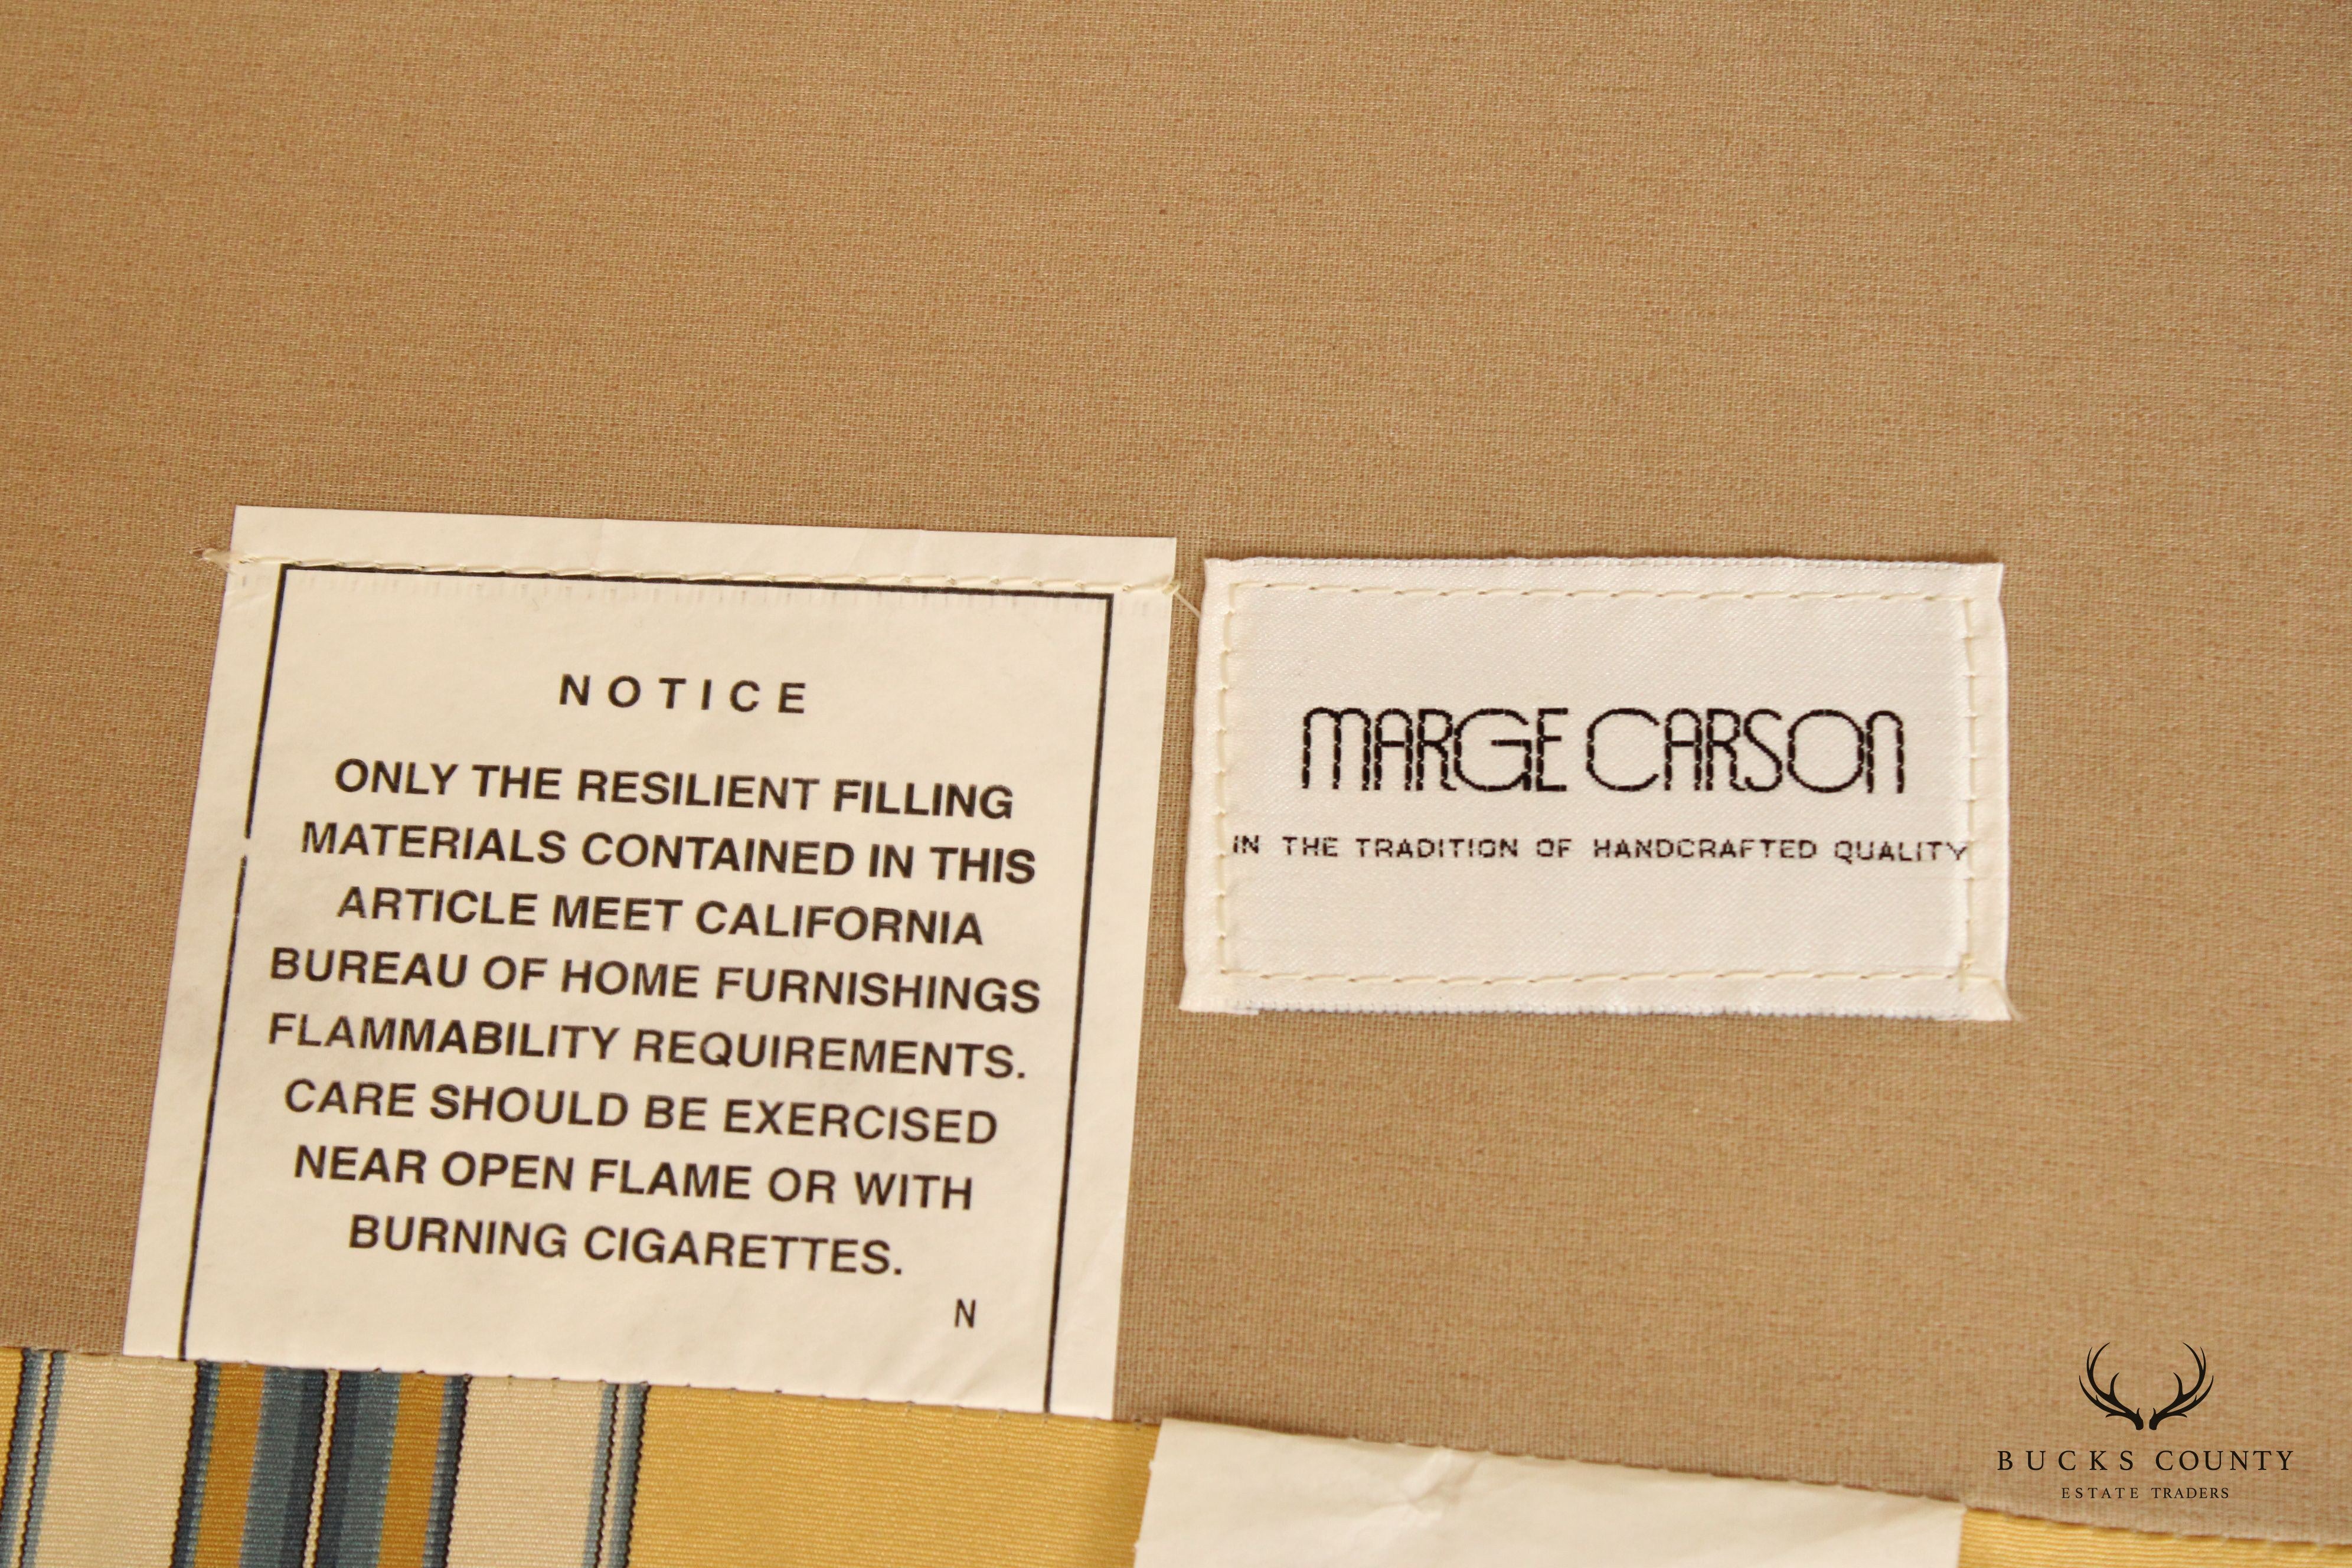 NOTICE
ONLY THE RESILIENT FILLING
MATERIALS CONTAINED IN THIS
ARTICLE MEET CALIFORNIA
BUREAU OF HOME FURNISHINGS
FLAMMABILITY REQUIREMENTS.
CARE SHOULD BE EXERCISED
NEAR OPEN FLAME OR WITH
BURNING CIGARETTES.
N
MARGE CARSON
IN THE TRADITION OF HANDCRAFTED QUALITY
BUCKS COUNTY
ESTATE TRADERS